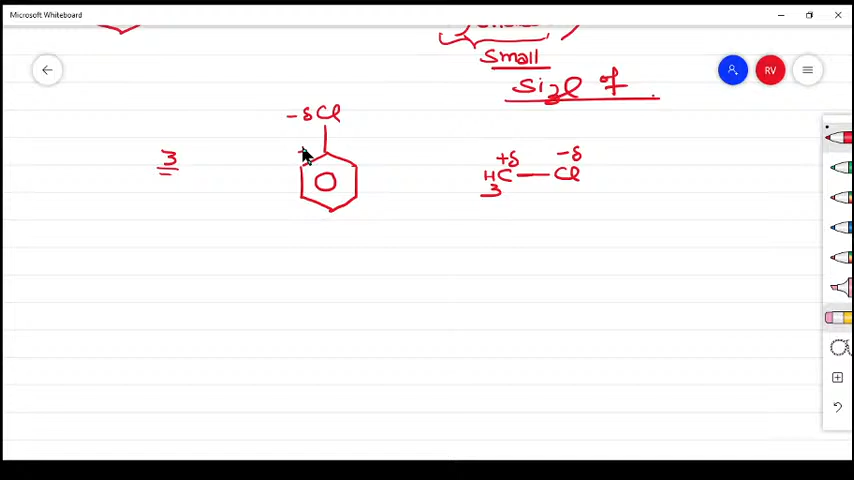 Microsoft Whiteboard
Small
Size of
RV
-δCl
3
+δ -δ
H3C—Cl